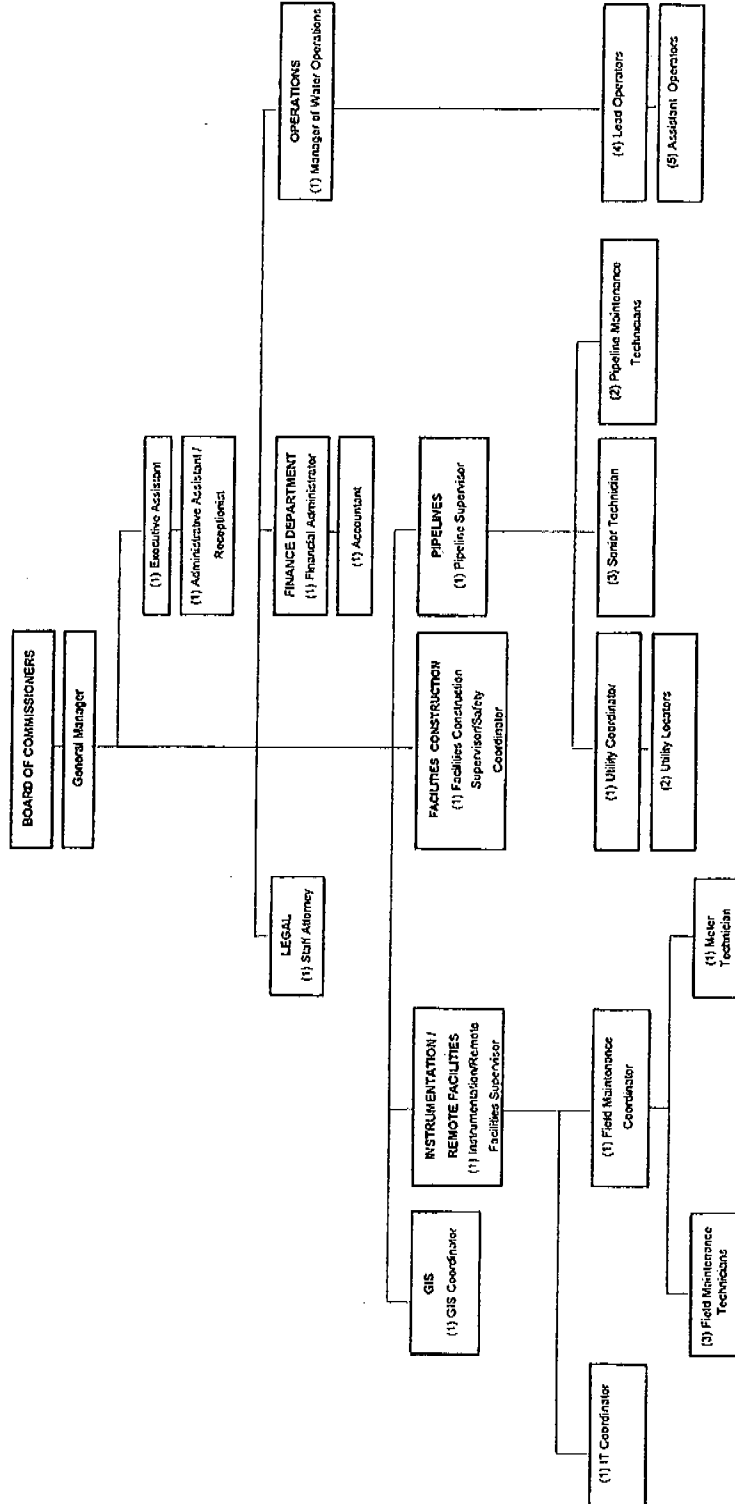 BOARD OF COMMISSIONERS
General Manager
(1) Executive Assistant
(1) Administrative Assistant /
Receptionist
LEGAL
(1) Staff Attorney
FINANCE DEPARTMENT
(1) Financial Administrator
(1) Accountant
OPERATIONS
(1) Manager of Water Operations
GIS
(1) GIS Coordinator
INSTRUMENTATION /
REMOTE FACILITIES
(1) Instrumentation/Remote
Facilities Supervisor
FACILITIES CONSTRUCTION
(1) Facilities Construction
Supervisor/Safety
Coordinator
PIPELINES
(1) Pipeline Supervisor
(1) IT Coordinator
(1) Field Maintenance
Coordinator
(1) Utility Coordinator
(2) Utility Locators
(3) Senior Technician
(2) Pipeline Maintenance
Technicians
(4) Lead Operators
(5) Assistant Operators
(3) Field Maintenance
Technicians
(1) Meter
Technician